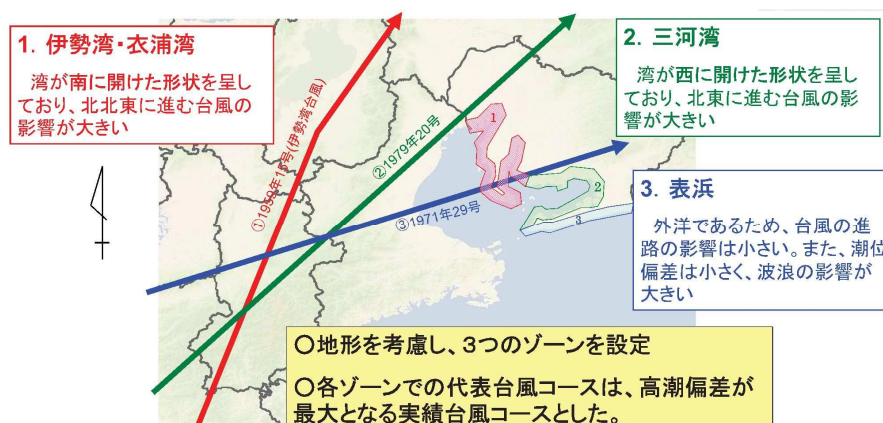 1. 伊勢湾・衣浦湾
湾が南に開けた形状を呈し
ており、北北東に進む台風の
影響が大きい
2. 三河湾
湾が西に開けた形状を呈し
ており、北東に進む台風の影
響が大きい
①1959年15号(伊勢湾台風)
②1979年20号
③1971年29号
1
1
2
3
3. 表浜
外洋であるため、台風の進
路の影響は小さい。また、潮位
偏差は小さく、波浪の影響が
大きい
〇地形を考慮し、3つのゾーンを設定
〇各ゾーンでの代表台風コースは、高潮偏差が
最大となる実績台風コースとした。